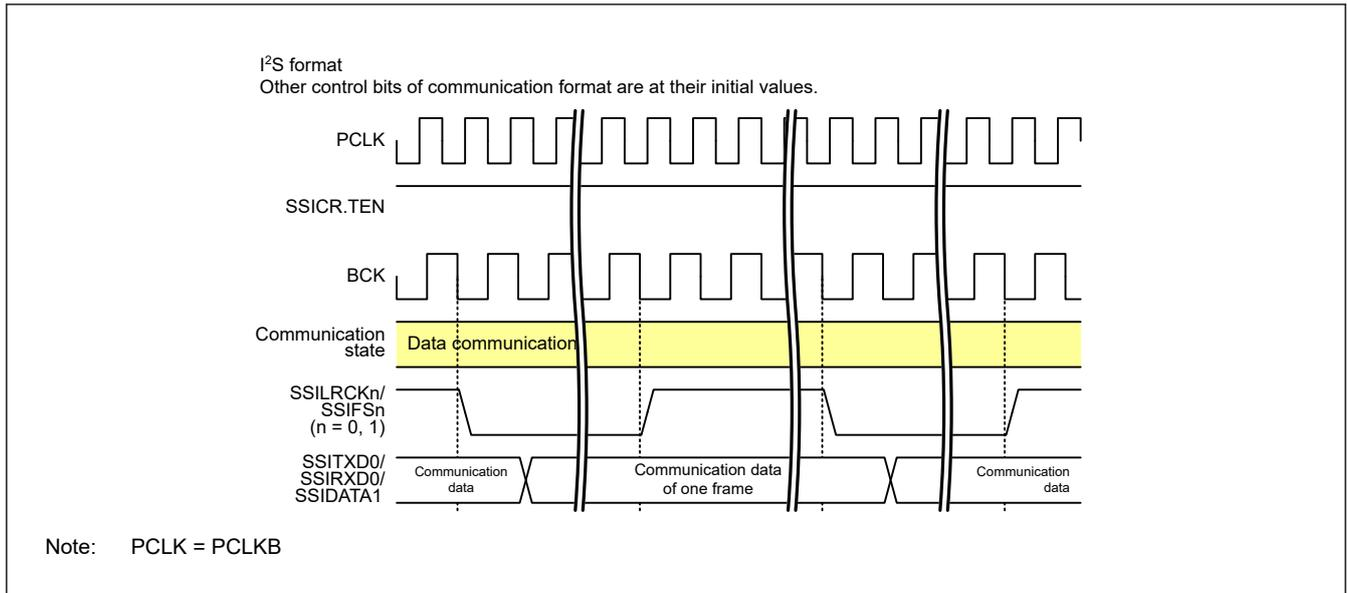 I²S format
Other control bits of communication format are at their initial values.
PCLK
SSICR.TEN
BCK
Communication
state
Data communication
SSILRCKn/
SSIFSn
(n = 0, 1)
SSITXD0/
SSIRXD0/
SSIDATA1
Communication
data
Communication data
of one frame
Communication
data
Note: PCLK = PCLKB